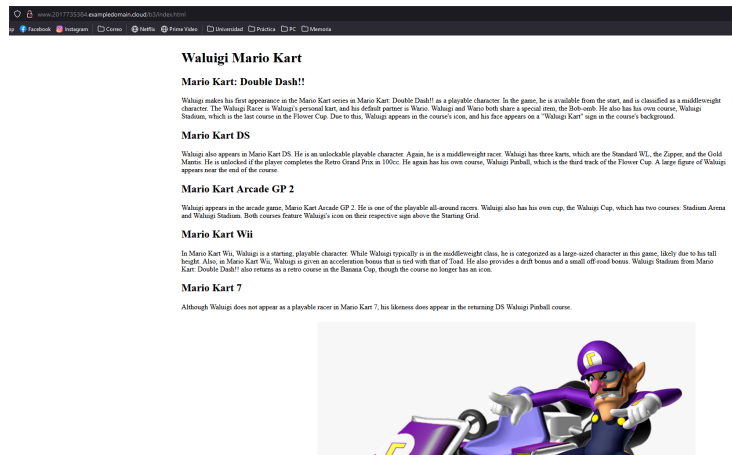 www.2017735384.exampledomain.cloud/b3/index.html
Facebook Instagram Correo Netflix Prime Video Universidad Práctica PC Memoria
Waluigi Mario Kart
Mario Kart: Double Dash!!
Waluigi makes his first appearance in the Mario Kart series in Mario Kart: Double Dash!! as a playable character. In the game, he is available from the start, and is classified as a middleweight
character. The Waluigi Racer is Waluigi's personal kart, and his default partner is Wario. Waluigi and Wario both share a special item, the Bob-omb. He also has his own course, Waluigi
Stadium, which is the last course in the Flower Cup. Due to this, Waluigi appears in the course's icon, and his face appears on a "Waluigi Kart" sign in the course's background.
Mario Kart DS
Waluigi also appears in Mario Kart DS. He is an unlockable playable character. Again, he is a middleweight racer. Waluigi has three karts, which are the Standard WL, the Zipper, and the Gold
Mantis. He is unlocked if the player completes the Retro Grand Prix in 100cc. He again has his own course, Waluigi Pinball, which is the third track of the Flower Cup. A large figure of Waluigi
appears near the end of the course.
Mario Kart Arcade GP 2
Waluigi appears in the arcade game, Mario Kart Arcade GP 2. He is one of the playable all-around racers. Waluigi also has his own cup, the Waluigi Cup, which has two courses: Stadium Arena
and Waluigi Stadium. Both courses feature Waluigi's icon on their respective sign above the Starting Grid.
Mario Kart Wii
In Mario Kart Wii, Waluigi is a starting, playable character. While Waluigi typically is in the middleweight class, he is categorized as a large-sized character in this game, likely due to his tall
height. Also, in Mario Kart Wii, Waluigi is given an acceleration bonus that is tied with that of Toad. He also provides a drift bonus and a small off-road bonus. Waluigi Stadium from Mario
Kart: Double Dash!! also returns as a retro course in the Banana Cup, though the course no longer has an icon.
Mario Kart 7
Although Waluigi does not appear as a playable racer in Mario Kart 7, his likeness does appear in the returning DS Waluigi Pinball course.